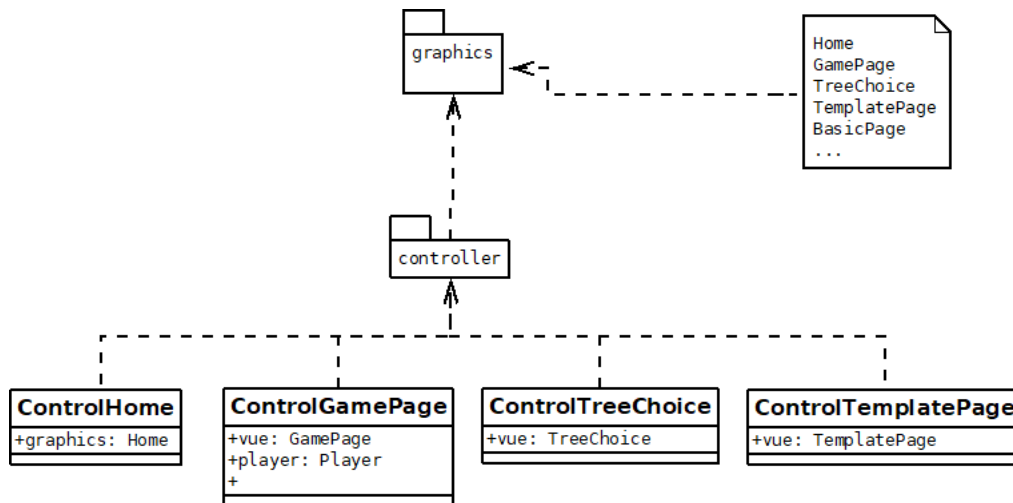 graphics
Home
GamePage
TreeChoice
TemplatePage
BasicPage
...
controller
ControlHome
+graphics: Home
ControlGamePage
+vue: GamePage
+player: Player
+
ControlTreeChoice
+vue: TreeChoice
ControlTemplatePage
+vue: TemplatePage